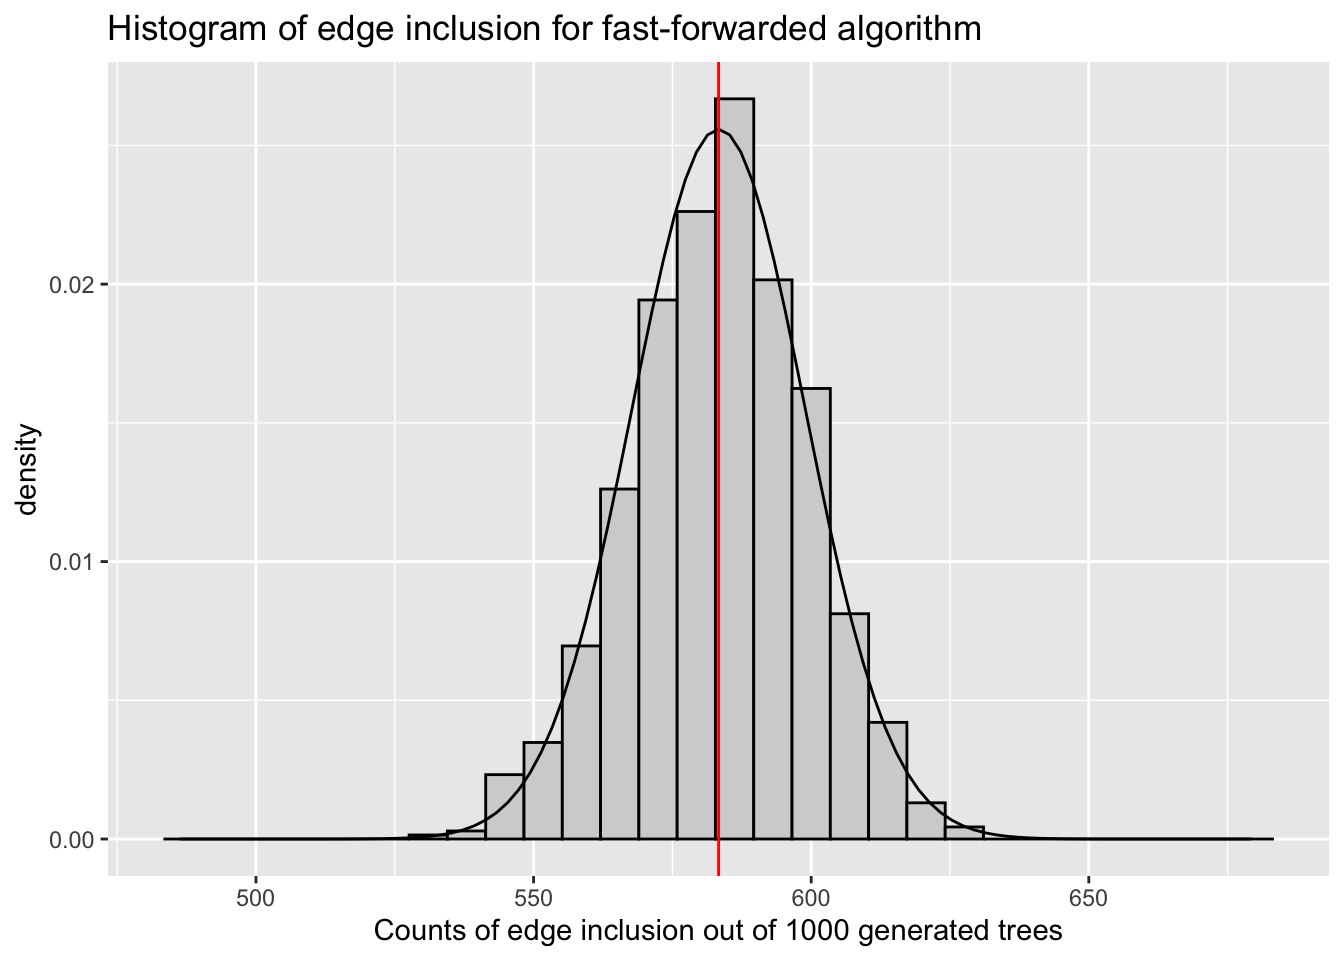 Histogram of edge inclusion for fast-forwarded algorithm
density
0.02
0.01
0.00
500 550 600 650
Counts of edge inclusion out of 1000 generated trees